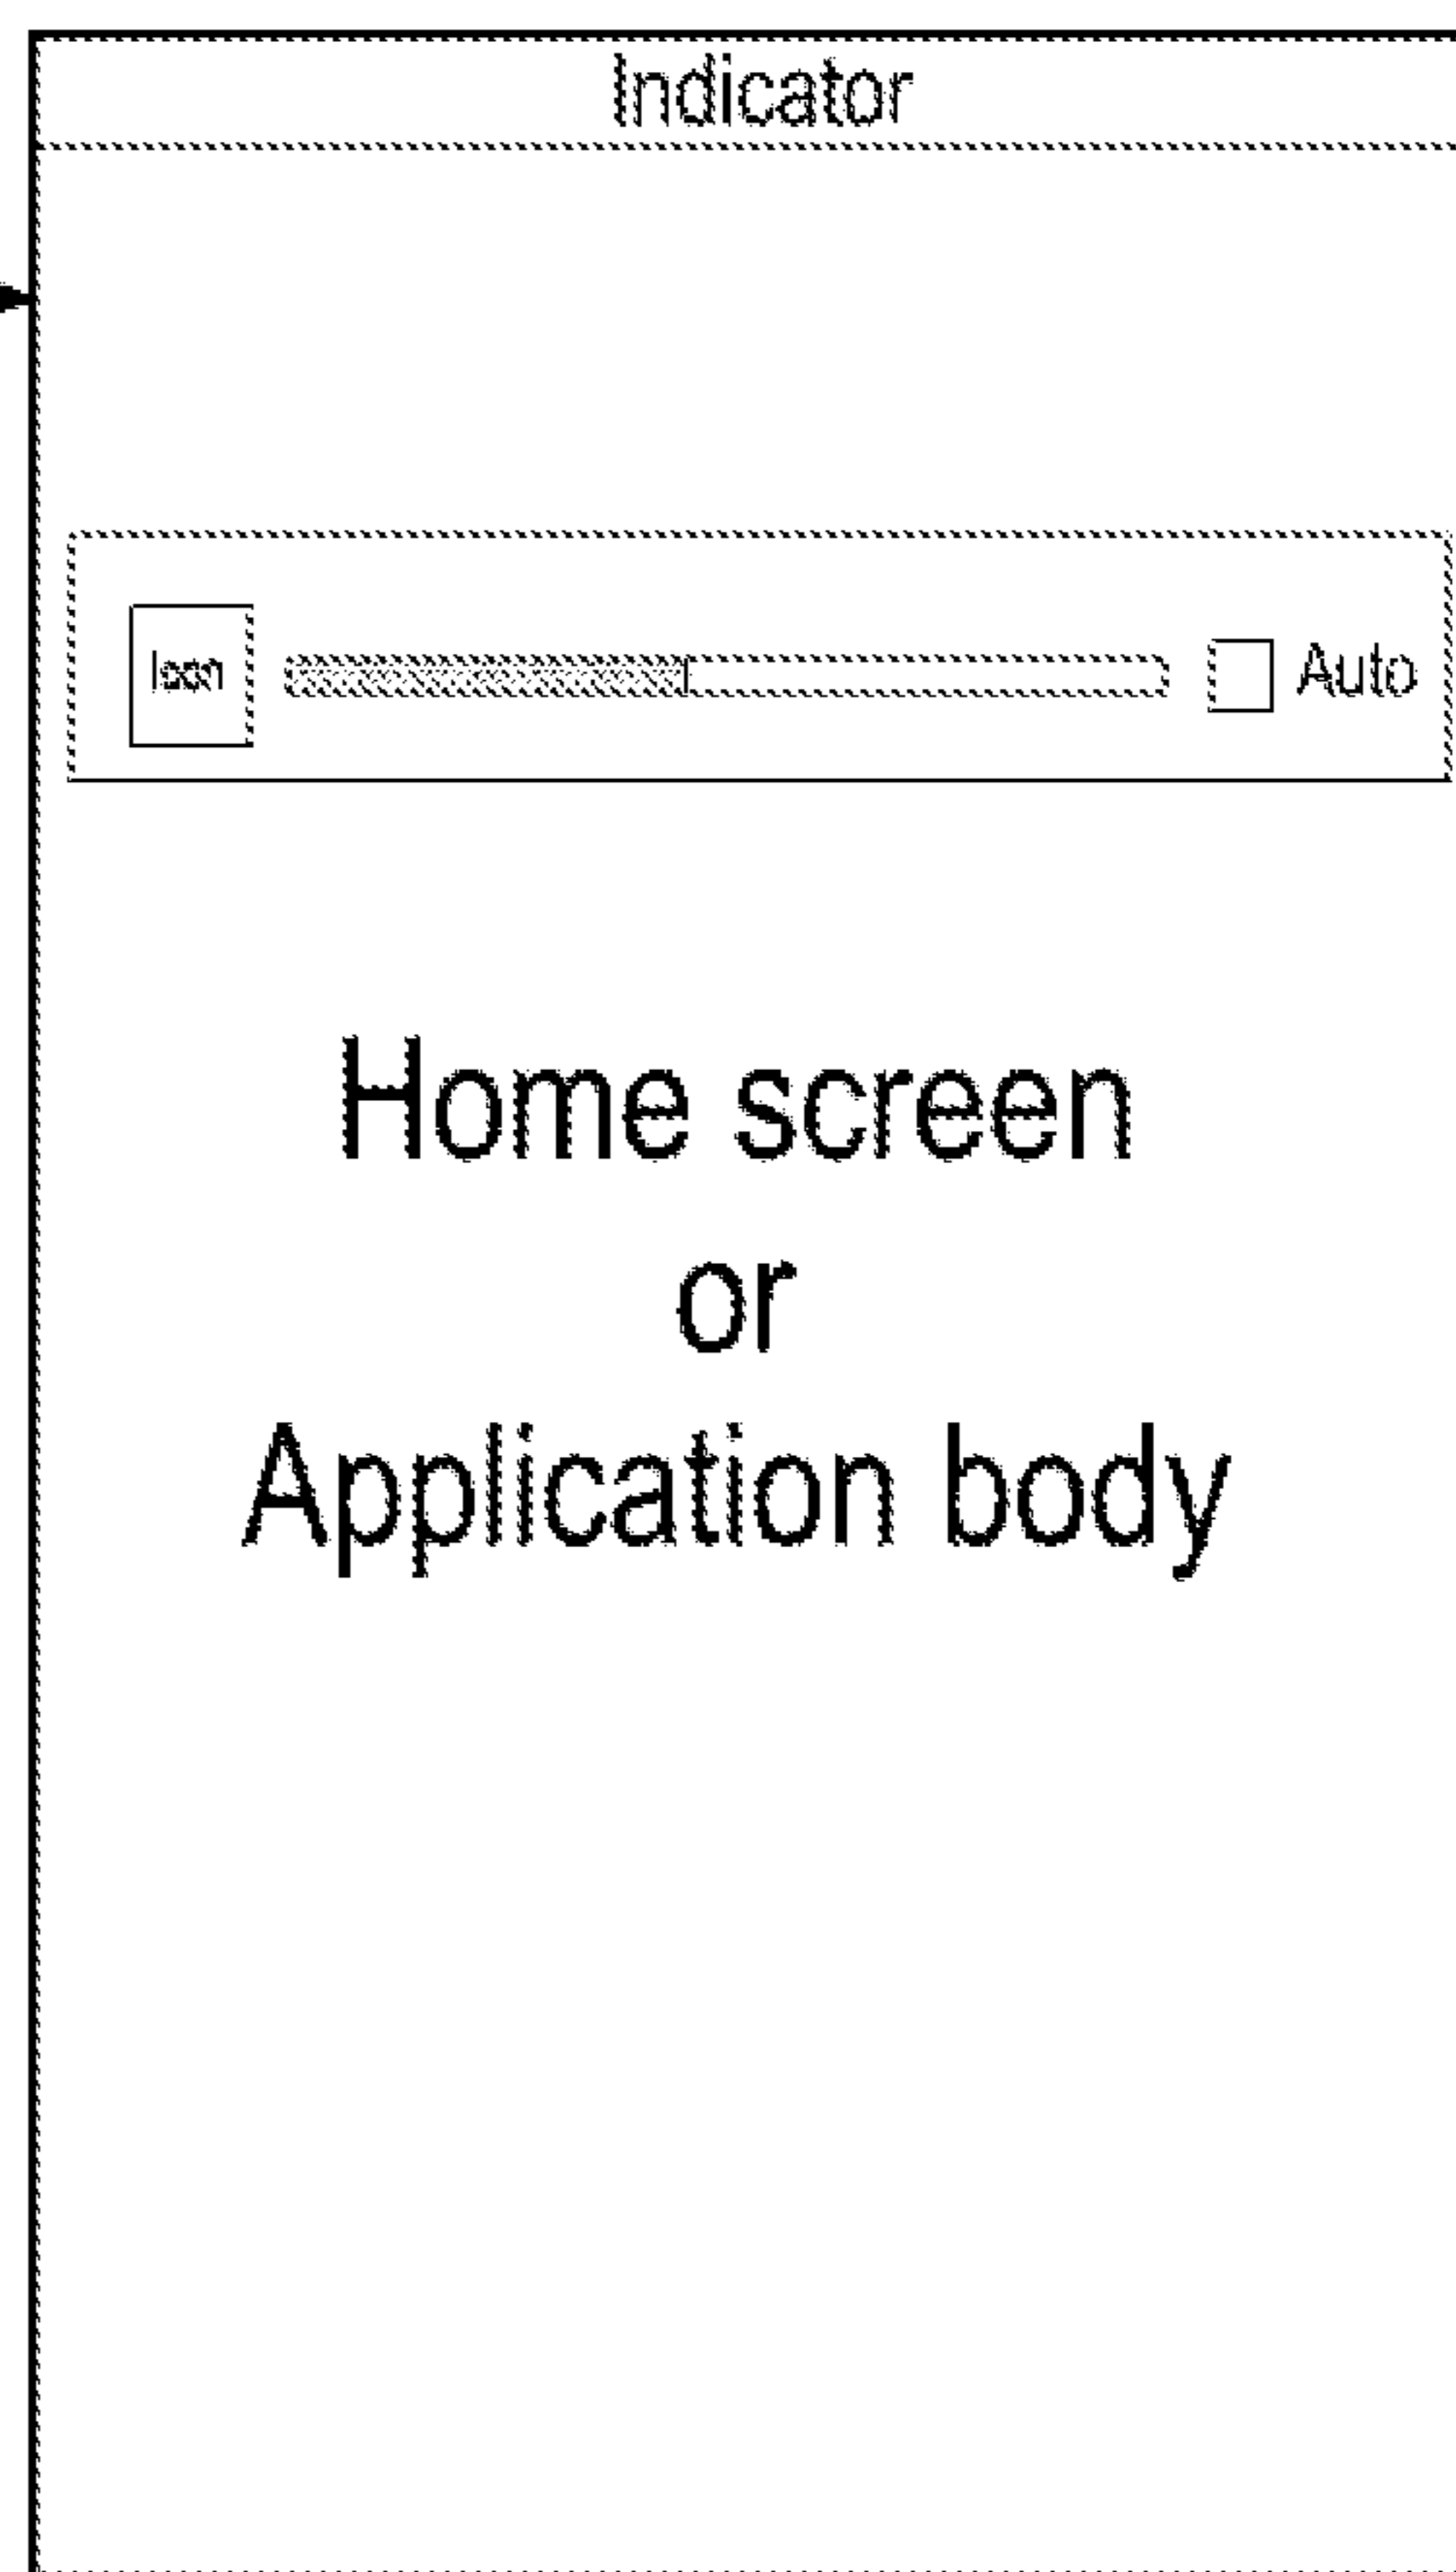 Indicator
Icon
Auto
Home screen
or
Application body